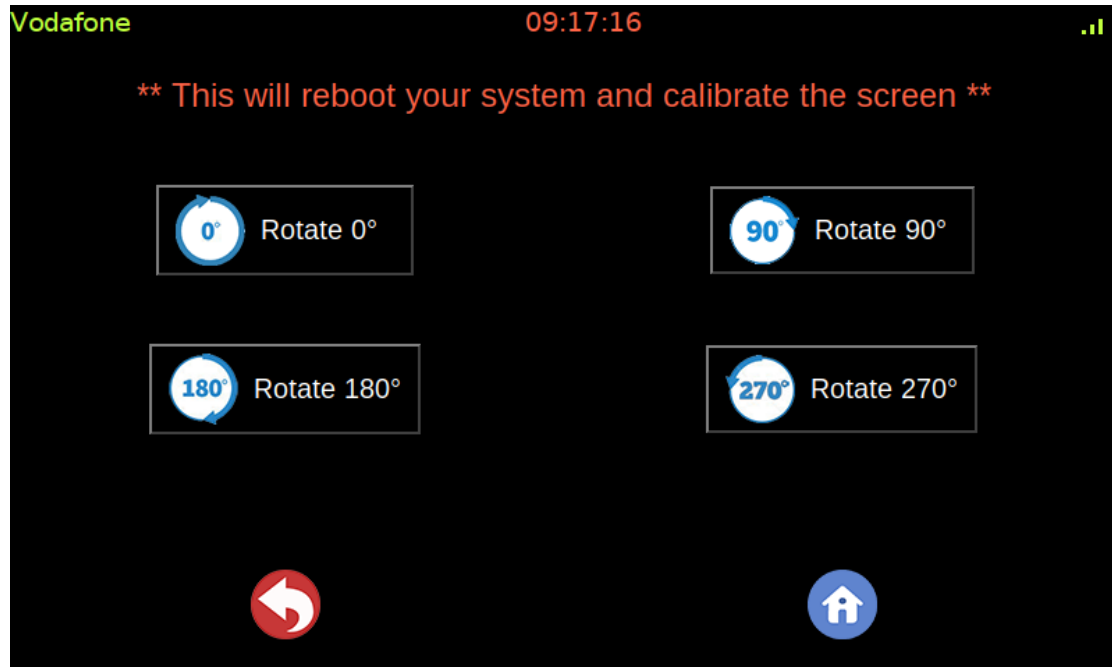 Vodafone 09:17:16
** This will reboot your system and calibrate the screen **
0° Rotate 0° 90° Rotate 90°
180° Rotate 180° 270° Rotate 270°